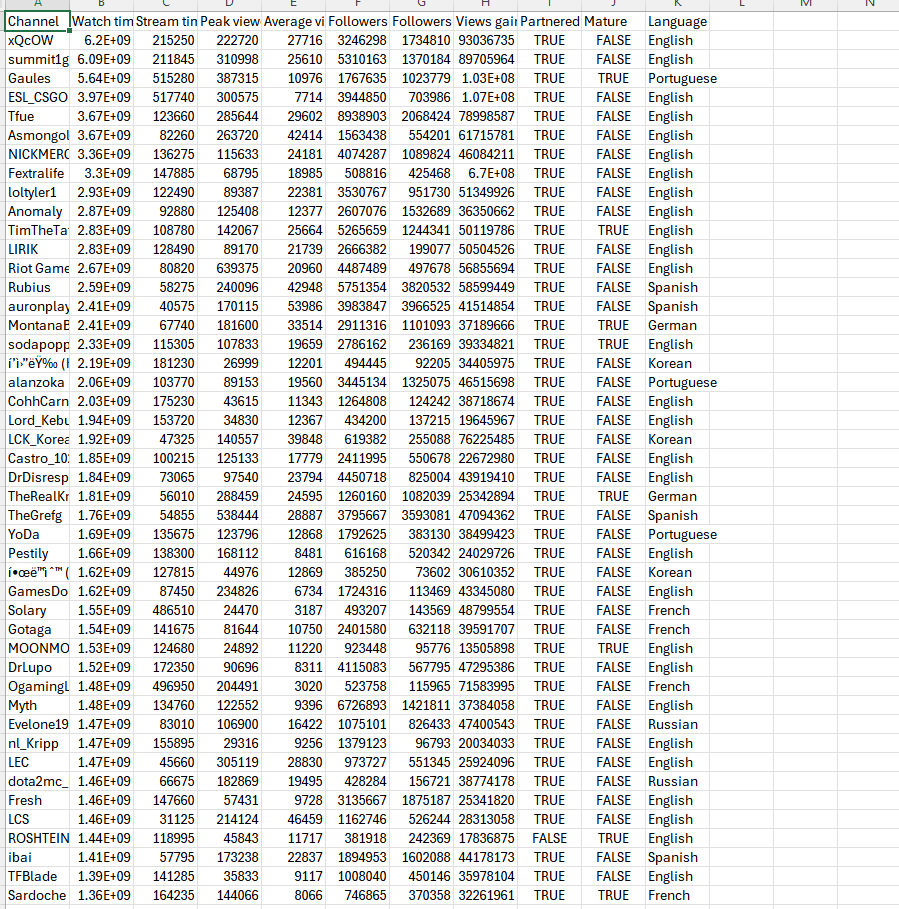 A B C D E F G H I J K L M N
Channel Watch tim Stream tim Peak view Average vi Followers Followers Views gain Partnered Mature Language
xQcOW 6.2E+09 215250 222720 27716 3246298 1734810 93036735 TRUE FALSE English
summit1g 6.09E+09 211845 310998 25610 5310163 1370184 89705964 TRUE FALSE English
Gaules 5.64E+09 515280 387315 10976 1767635 1023779 1.03E+08 TRUE TRUE Portuguese
ESL_CSGO 3.97E+09 517740 300575 7714 3944850 703986 1.07E+08 TRUE FALSE English
Tfue 3.67E+09 123660 285644 29602 8938903 2068424 78998587 TRUE FALSE English
Asmongol 3.67E+09 82260 263720 42414 1563438 554201 61715781 TRUE FALSE English
NICKMERC 3.36E+09 136275 115633 24181 4074287 1089824 46084211 TRUE FALSE English
Fextralife 3.3E+09 147885 68795 18985 508816 425468 6.7E+08 TRUE FALSE English
loltyler1 2.93E+09 122490 89387 22381 3530767 951730 51349926 TRUE FALSE English
Anomaly 2.87E+09 92880 125408 12377 2607076 1532689 36350662 TRUE FALSE English
TimTheTa 2.83E+09 108780 142067 25664 5265659 1244341 50119786 TRUE TRUE English
LIRIK 2.83E+09 128490 89170 21739 2666382 199077 50504526 TRUE FALSE English
Riot Game 2.67E+09 80820 639375 20960 4487489 497678 56855694 TRUE FALSE English
Rubius 2.59E+09 58275 240096 42948 5751354 3820532 58599449 TRUE FALSE Spanish
auronplay 2.41E+09 40575 170115 53986 3983847 3966525 41514854 TRUE FALSE Spanish
MontanaB 2.41E+09 67740 181600 33514 2911316 1101093 37189666 TRUE TRUE German
sodapopp 2.33E+09 115305 107833 19659 2786162 236169 39334821 TRUE TRUE English
2.19E+09 181230 26999 12201 494445 92205 34405975 TRUE FALSE Korean
alanzoka 2.06E+09 103770 89153 19560 3445134 1325075 46515698 TRUE FALSE Portuguese
CohhCarn 2.03E+09 175230 43615 11343 1264808 124242 38718674 TRUE FALSE English
Lord_Kebu 1.94E+09 153720 34830 12367 434200 137215 19645967 TRUE FALSE English
LCK_Korea 1.92E+09 47325 140557 39848 619382 255088 76225485 TRUE FALSE Korean
Castro_10 1.85E+09 100215 125133 17779 2411995 550678 22672980 TRUE FALSE English
DrDisresp 1.84E+09 73065 97540 23794 4450718 825004 43919410 TRUE FALSE English
TheRealKn 1.81E+09 56010 288459 24595 1260160 1082039 25342894 TRUE TRUE German
TheGrefg 1.76E+09 54855 538444 28887 3795667 3593081 47094362 TRUE FALSE Spanish
YoDa 1.69E+09 135675 123796 12868 1792625 383130 38499423 TRUE FALSE Portuguese
Pestily 1.66E+09 138300 168112 8481 616168 520342 24029726 TRUE FALSE English
1.62E+09 127815 44976 12869 385250 73602 30610352 TRUE FALSE Korean
GamesDo 1.62E+09 87450 234826 6734 1724316 113469 43345080 TRUE FALSE English
Solary 1.55E+09 486510 24470 3187 493207 143569 48799554 TRUE FALSE French
Gotaga 1.54E+09 141675 81644 10750 2401580 632118 39591707 TRUE FALSE French
MOONMO 1.53E+09 124680 24892 11220 923448 95776 13505898 TRUE TRUE English
DrLupo 1.52E+09 172350 90696 8311 4115083 567795 47295386 TRUE FALSE English
OgamingL 1.48E+09 496950 204491 3020 523758 115965 71583995 TRUE FALSE French
Myth 1.48E+09 134760 122552 9396 6726893 1421811 37384058 TRUE FALSE English
Evelone19 1.47E+09 83010 106900 16422 1075101 826433 47400543 TRUE FALSE Russian
nl_Kripp 1.47E+09 155895 29316 9256 1379123 96793 20034033 TRUE FALSE English
LEC 1.47E+09 45660 305119 28830 973727 551345 25924096 TRUE FALSE English
dota2mc_ 1.46E+09 66675 182869 19495 428284 156721 38774178 TRUE FALSE Russian
Fresh 1.46E+09 147660 57431 9728 3135667 1875187 25341820 TRUE FALSE English
LCS 1.46E+09 31125 214124 46459 1162746 526244 28313058 TRUE FALSE English
ROSHTEIN 1.44E+09 118995 45843 11717 381918 242369 17836875 FALSE TRUE English
ibai 1.41E+09 57795 173238 22837 1894953 1602088 44178173 TRUE FALSE Spanish
TFBlade 1.39E+09 141285 35833 9117 1008040 450146 35978104 TRUE FALSE English
Sardoche 1.36E+09 164235 144066 8066 746865 370358 32261961 TRUE TRUE French